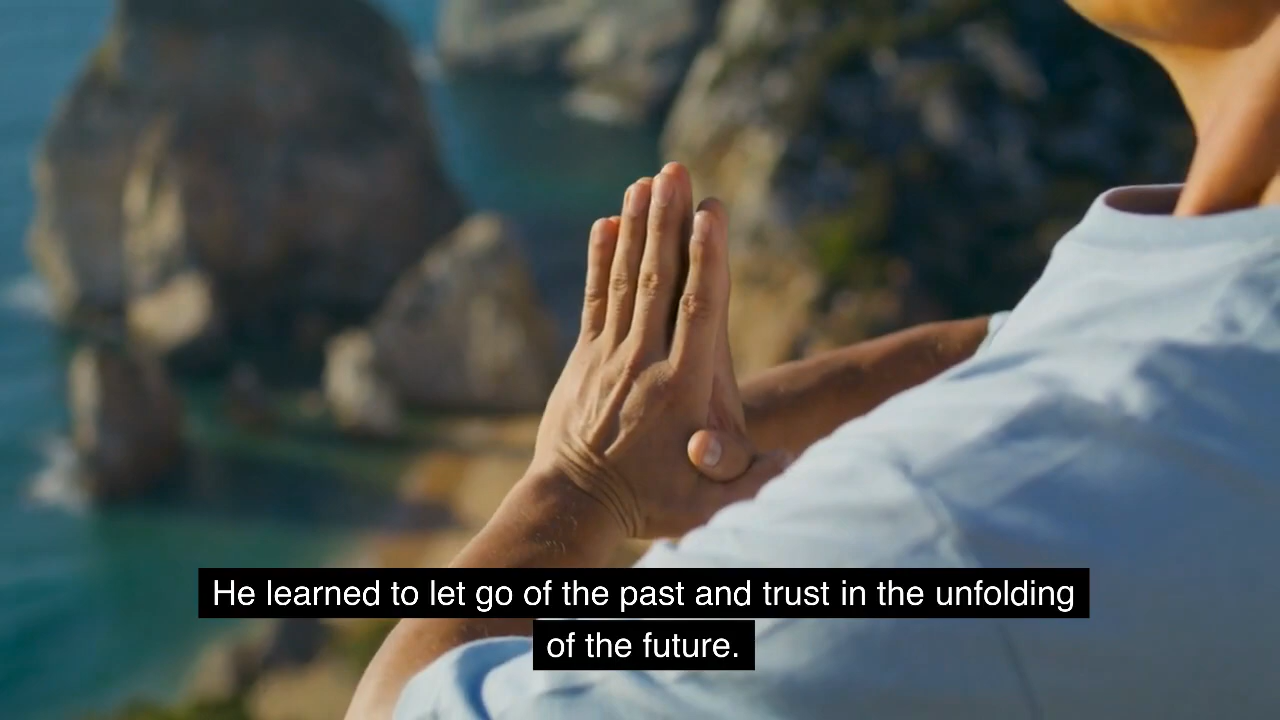 He learned to let go of the past and trust in the unfolding
of the future.